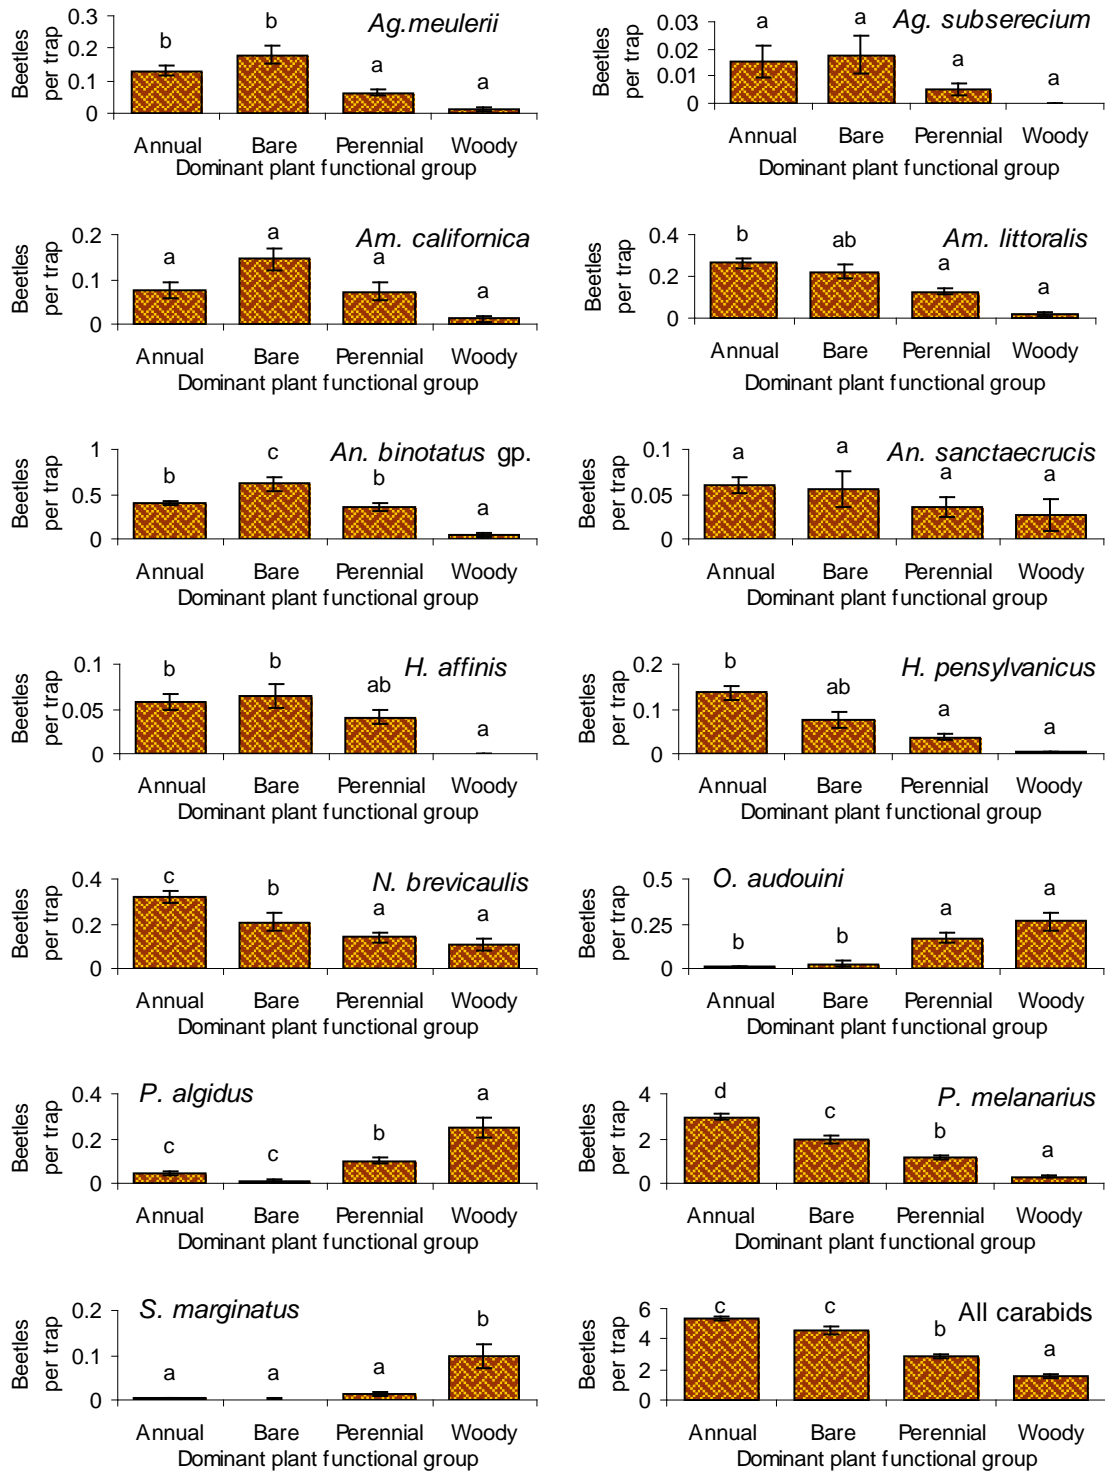 Ag.meulerii
Beetles
per trap
0.3
0.2
0.1
0
b
b
a
a
Annual Bare Perennial Woody
Dominant plant functional group
Ag. subserecium
Beetles
per trap
0.03
0.02
0.01
0
a
a
a
a
Annual Bare Perennial Woody
Dominant plant functional group
Am. californica
Beetles
per trap
0.2
0.1
0
a
a
a
a
Annual Bare Perennial Woody
Dominant plant functional group
Am. littoralis
Beetles
per trap
0.4
0.2
0
b
ab
a
a
Annual Bare Perennial Woody
Dominant plant functional group
An. binotatus gp.
Beetles
per trap
1
0.5
0
b
c
b
a
Annual Bare Perennial Woody
Dominant plant functional group
An. sanctaecrucis
Beetles
per trap
0.1
0.05
0
a
a
a
a
Annual Bare Perennial Woody
Dominant plant functional group
H. affinis
Beetles
per trap
0.1
0.05
0
b
b
ab
a
Annual Bare Perennial Woody
Dominant plant functional group
H. pensylvanicus
Beetles
per trap
0.2
0.1
0
b
ab
a
a
Annual Bare Perennial Woody
Dominant plant functional group
N. brevicaulis
Beetles
per trap
0.4
0.2
0
c
b
a
a
Annual Bare Perennial Woody
Dominant plant functional group
O. audouini
Beetles
per trap
0.5
0.25
0
b
b
a
a
Annual Bare Perennial Woody
Dominant plant functional group
P. algidus
Beetles
per trap
0.4
0.2
0
c
c
b
a
Annual Bare Perennial Woody
Dominant plant functional group
P. melanarius
Beetles
per trap
4
2
0
d
c
b
a
Annual Bare Perennial Woody
Dominant plant functional group
S. marginatus
Beetles
per trap
0.2
0.1
0
a
a
a
b
Annual Bare Perennial Woody
Dominant plant functional group
All carabids
Beetles
per trap
6
4
2
0
c
c
b
a
Annual Bare Perennial Woody
Dominant plant functional group